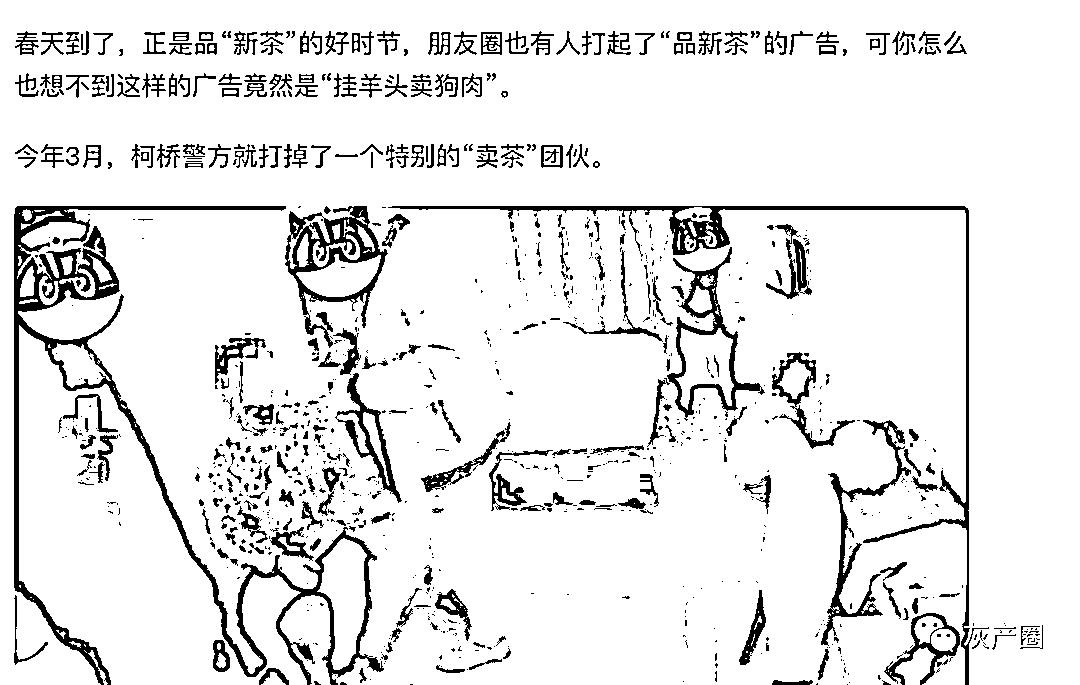 春天到了，正是品“新茶”的好时节，朋友圈也有人打起了“品新茶”的广告，可你怎么
也想不到这样的广告竟然是“挂羊头卖狗肉”。
今年3月，柯桥警方就打掉了一个特别的“卖茶”团伙。
灰产圈